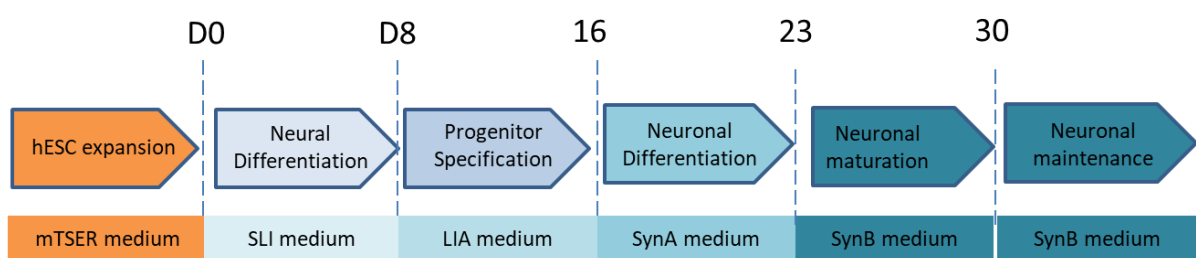 D0 D8 16 23 30
hESC expansion
Neural
Differentiation
Progenitor
Specification
Neuronal
Differentiation
Neuronal
maturation
Neuronal
maintenance
mTSER medium
SLI medium
LIA medium
SynA medium
SynB medium
SynB medium